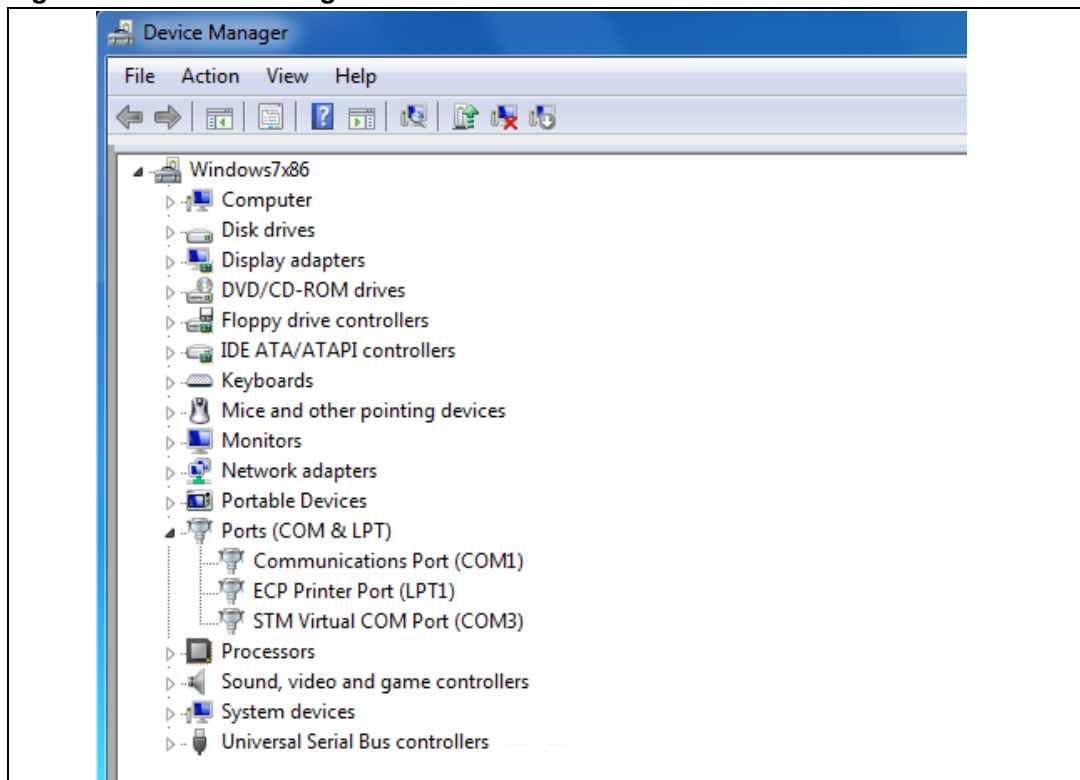 Device Manager
File Action View Help
Windows7x86
Computer
Disk drives
Display adapters
DVD/CD-ROM drives
Floppy drive controllers
IDE ATA/ATAPI controllers
Keyboards
Mice and other pointing devices
Monitors
Network adapters
Portable Devices
Ports (COM & LPT)
Communications Port (COM1)
ECP Printer Port (LPT1)
STM Virtual COM Port (COM3)
Processors
Sound, video and game controllers
System devices
Universal Serial Bus controllers